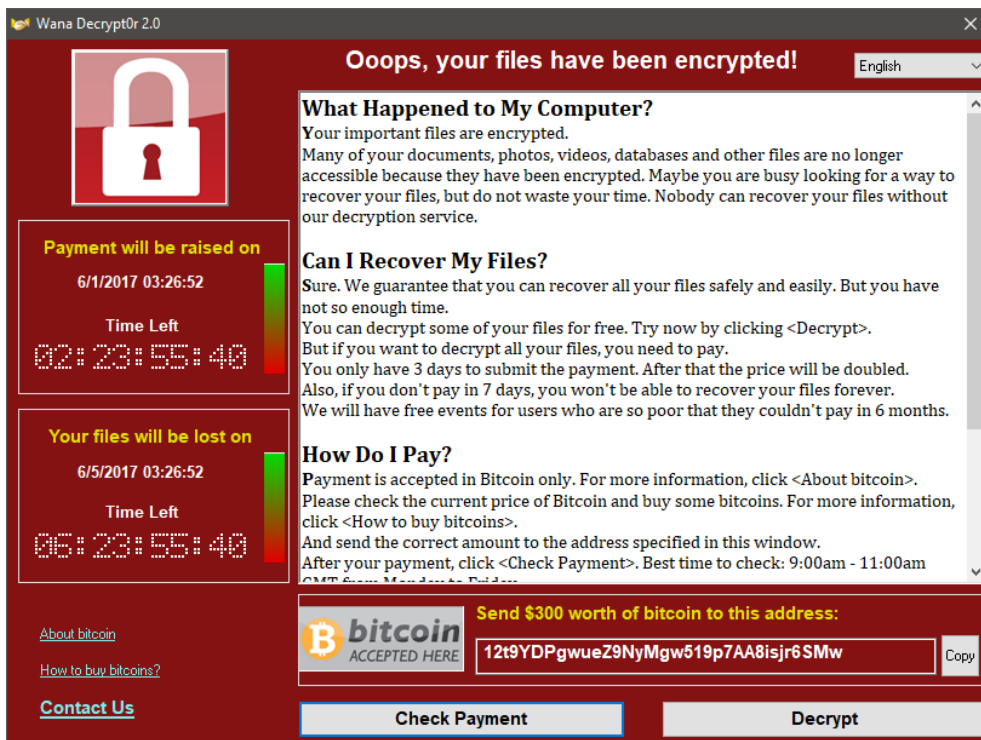 Wana Decrypt0r 2.0
Ooops, your files have been encrypted!
English
What Happened to My Computer?
Your important files are encrypted.
Many of your documents, photos, videos, databases and other files are no longer
accessible because they have been encrypted. Maybe you are busy looking for a way to
recover your files, but do not waste your time. Nobody can recover your files without
our decryption service.
Can I Recover My Files?
Sure. We guarantee that you can recover all your files safely and easily. But you have
not so enough time.
You can decrypt some of your files for free. Try now by clicking <Decrypt>.
But if you want to decrypt all your files, you need to pay.
You only have 3 days to submit the payment. After that the price will be doubled.
Also, if you don't pay in 7 days, you won't be able to recover your files forever.
We will have free events for users who are so poor that they couldn't pay in 6 months.
How Do I Pay?
Payment is accepted in Bitcoin only. For more information, click <About bitcoin>.
Please check the current price of Bitcoin and buy some bitcoins. For more information,
click <How to buy bitcoins>.
And send the correct amount to the address specified in this window.
After your payment, click <Check Payment>. Best time to check: 9:00am - 11:00am
GMT from Monday to Friday.
Payment will be raised on
6/1/2017 03:26:52
Time Left
02:23:55:40
Your files will be lost on
6/5/2017 03:26:52
Time Left
06:23:55:40
About bitcoin
How to buy bitcoins?
Contact Us
bitcoin
ACCEPTED HERE
Send $300 worth of bitcoin to this address:
12t9YDPgwueZ9NyMgw519p7AA8isjr6SMw
Copy
Check Payment
Decrypt